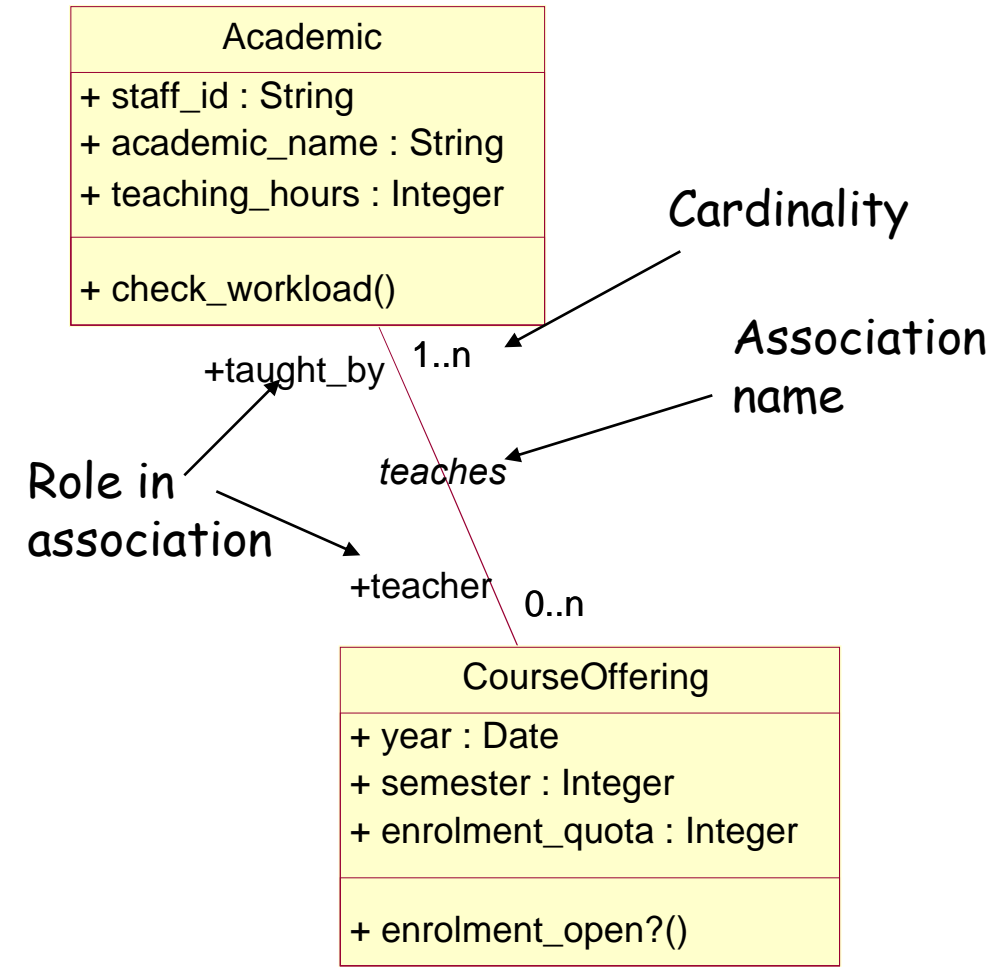 Academic
+ staff_id : String
+ academic_name : String
+ teaching_hours : Integer
+ check_workload()
Cardinality
1..n
+taught_by
Association
name
teaches
Role in
association
+teacher
0..n
CourseOffering
+ year : Date
+ semester : Integer
+ enrolment_quota : Integer
+ enrolment_open?()